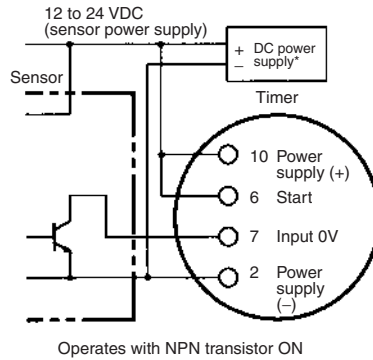 12 to 24 VDC
(sensor power supply)
+ DC power
− supply*
Sensor
Timer
10 Power
supply (+)
6 Start
7 Input 0V
2 Power
supply
(−)
Operates with NPN transistor ON